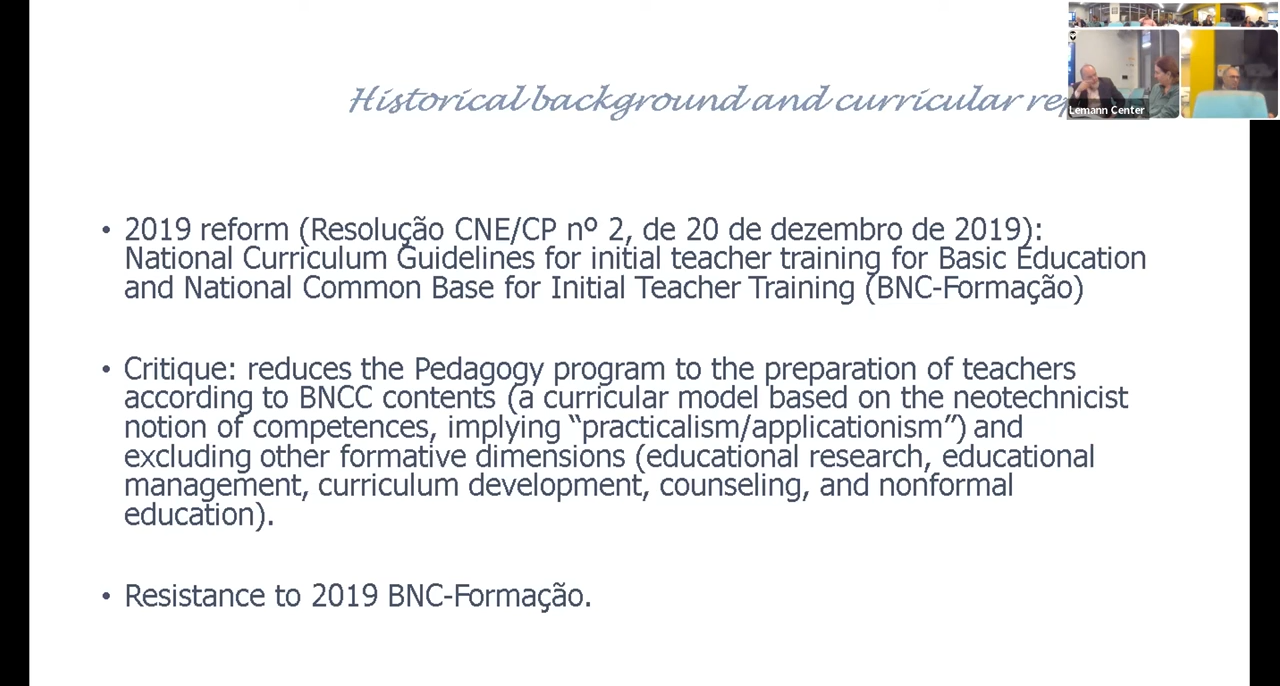 Historical background and curricular
Lemann Center
• 2019 reform (Resolução CNE/CP nº 2, de 20 de dezembro de 2019):
National Curriculum Guidelines for initial teacher training for Basic Education
and National Common Base for Initial Teacher Training (BNC-Formação)
• Critique: reduces the Pedagogy program to the preparation of teachers
according to BNCC contents (a curricular model based on the neotechnicist
notion of competences, implying “practicalism/applicationism”) and
excluding other formative dimensions (educational research, educational
management, curriculum development, counseling, and nonformal
education).
• Resistance to 2019 BNC-Formação.